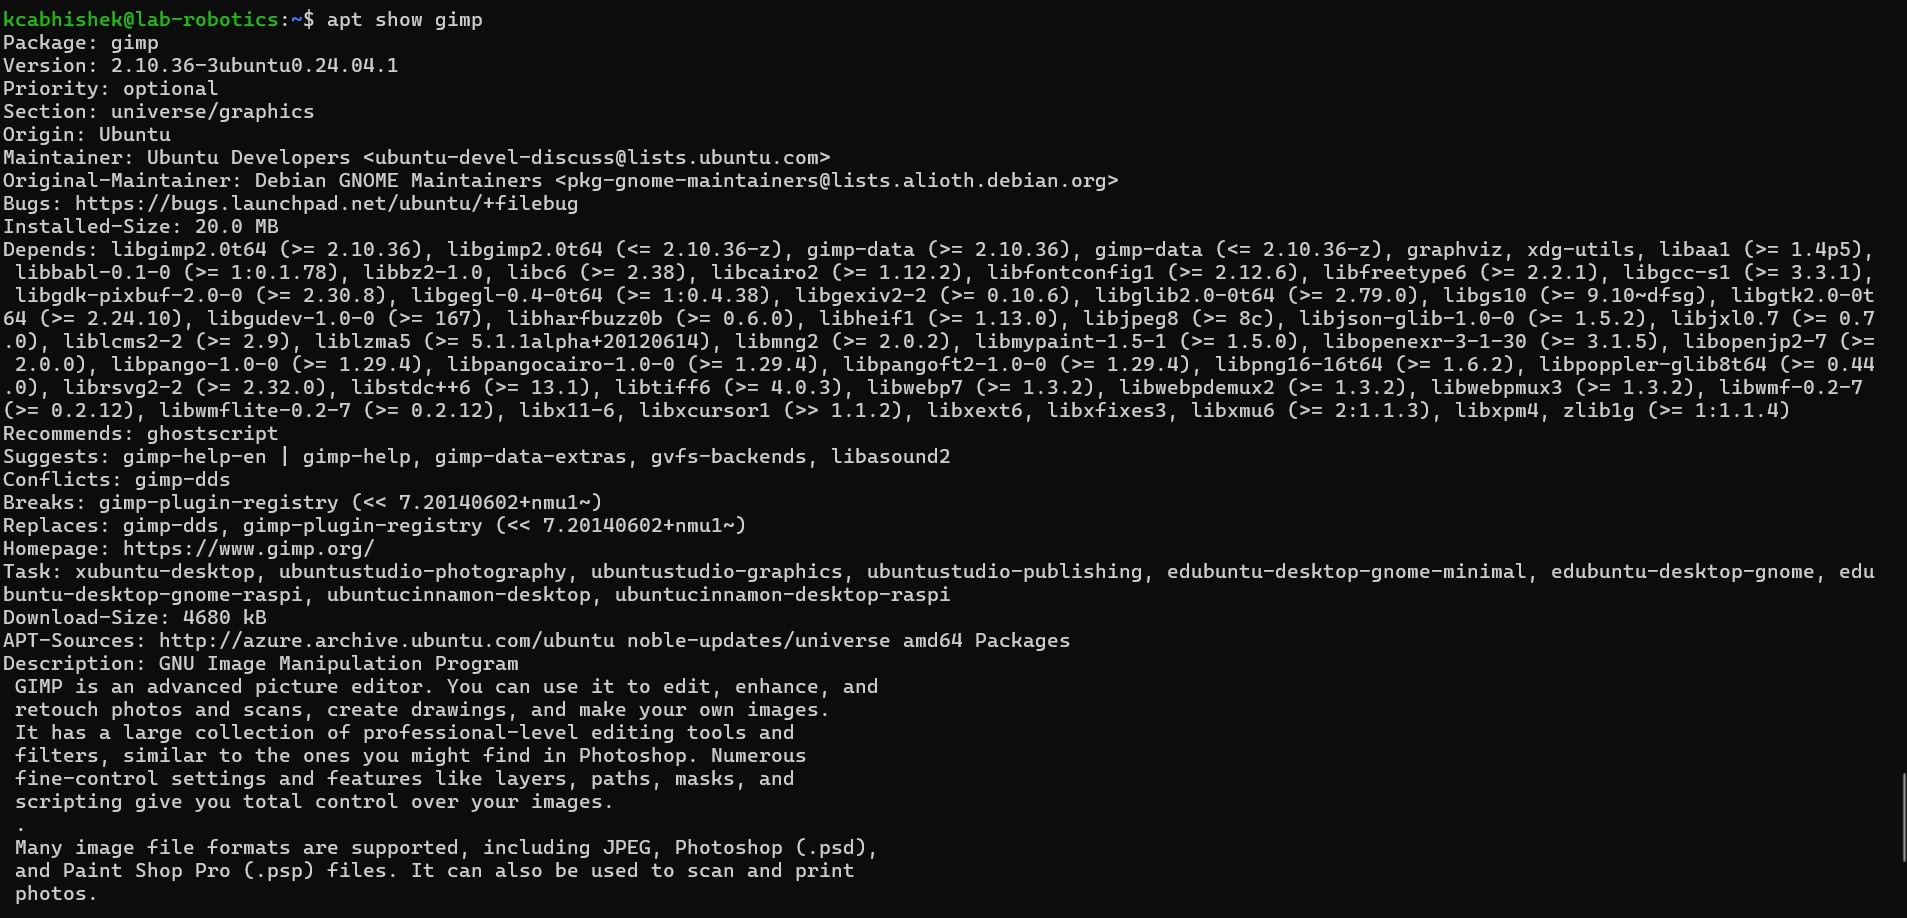 kcabhishek@lab-robotics:~$ apt show gimp
Package: gimp
Version: 2.10.36-3ubuntu0.24.04.1
Priority: optional
Section: universe/graphics
Origin: Ubuntu
Maintainer: Ubuntu Developers <ubuntu-devel-discuss@lists.ubuntu.com>
Original-Maintainer: Debian GNOME Maintainers <pkg-gnome-maintainers@lists.alioth.debian.org>
Bugs: https://bugs.launchpad.net/ubuntu/+filebug
Installed-Size: 20.0 MB
Depends: libgimp2.0t64 (>= 2.10.36), libgimp2.0t64 (<= 2.10.36-z), gimp-data (>= 2.10.36), gimp-data (<= 2.10.36-z), graphviz, xdg-utils, libaa1 (>= 1.4p5),
 libbabl-0.1-0 (>= 1:0.1.78), libbz2-1.0, libc6 (>= 2.38), libcairo2 (>= 1.12.2), libfontconfig1 (>= 2.12.6), libfreetype6 (>= 2.2.1), libgcc-s1 (>= 3.3.1),
 libgdk-pixbuf-2.0-0 (>= 2.30.8), libgegl-0.4-0t64 (>= 1:0.4.38), libgexiv2-2 (>= 0.10.6), libglib2.0-0t64 (>= 2.79.0), libgs10 (>= 9.10~dfsg), libgtk2.0-0t
64 (>= 2.24.10), libgudev-1.0-0 (>= 167), libharfbuzz0b (>= 0.6.0), libheif1 (>= 1.13.0), libjpeg8 (>= 8c), libjson-glib-1.0-0 (>= 1.5.2), libjxl0.7 (>= 0.7
.0), liblcms2-2 (>= 2.9), liblzma5 (>= 5.1.1alpha+20120614), libmng2 (>= 2.0.2), libmypaint-1.5-1 (>= 1.5.0), libopenexr-3-1-30 (>= 3.1.5), libopenjp2-7 (>=
 2.0.0), libpango-1.0-0 (>= 1.29.4), libpangocairo-1.0-0 (>= 1.29.4), libpangoft2-1.0-0 (>= 1.29.4), libpng16-16t64 (>= 1.6.2), libpoppler-glib8t64 (>= 0.44
.0), librsvg2-2 (>= 2.32.0), libstdc++6 (>= 13.1), libtiff6 (>= 4.0.3), libwebp7 (>= 1.3.2), libwebpdemux2 (>= 1.3.2), libwebpmux3 (>= 1.3.2), libwmf-0.2-7
(>= 0.2.12), libwmflite-0.2-7 (>= 0.2.12), libx11-6, libxcursor1 (>> 1.1.2), libxext6, libxfixes3, libxmu6 (>= 2:1.1.3), libxpm4, zlib1g (>= 1:1.1.4)
Recommends: ghostscript
Suggests: gimp-help-en | gimp-help, gimp-data-extras, gvfs-backends, libasound2
Conflicts: gimp-dds
Breaks: gimp-plugin-registry (<< 7.20140602+nmu1~)
Replaces: gimp-dds, gimp-plugin-registry (<< 7.20140602+nmu1~)
Homepage: https://www.gimp.org/
Task: xubuntu-desktop, ubuntustudio-photography, ubuntustudio-graphics, ubuntustudio-publishing, edubuntu-desktop-gnome-minimal, edubuntu-desktop-gnome, edu
buntu-desktop-gnome-raspi, ubuntucinnamon-desktop, ubuntucinnamon-desktop-raspi
Download-Size: 4680 kB
APT-Sources: http://azure.archive.ubuntu.com/ubuntu noble-updates/universe amd64 Packages
Description: GNU Image Manipulation Program
 GIMP is an advanced picture editor. You can use it to edit, enhance, and
 retouch photos and scans, create drawings, and make your own images.
 It has a large collection of professional-level editing tools and
 filters, similar to the ones you might find in Photoshop. Numerous
 fine-control settings and features like layers, paths, masks, and
 scripting give you total control over your images.
 .
 Many image file formats are supported, including JPEG, Photoshop (.psd),
 and Paint Shop Pro (.psp) files. It can also be used to scan and print
 photos.